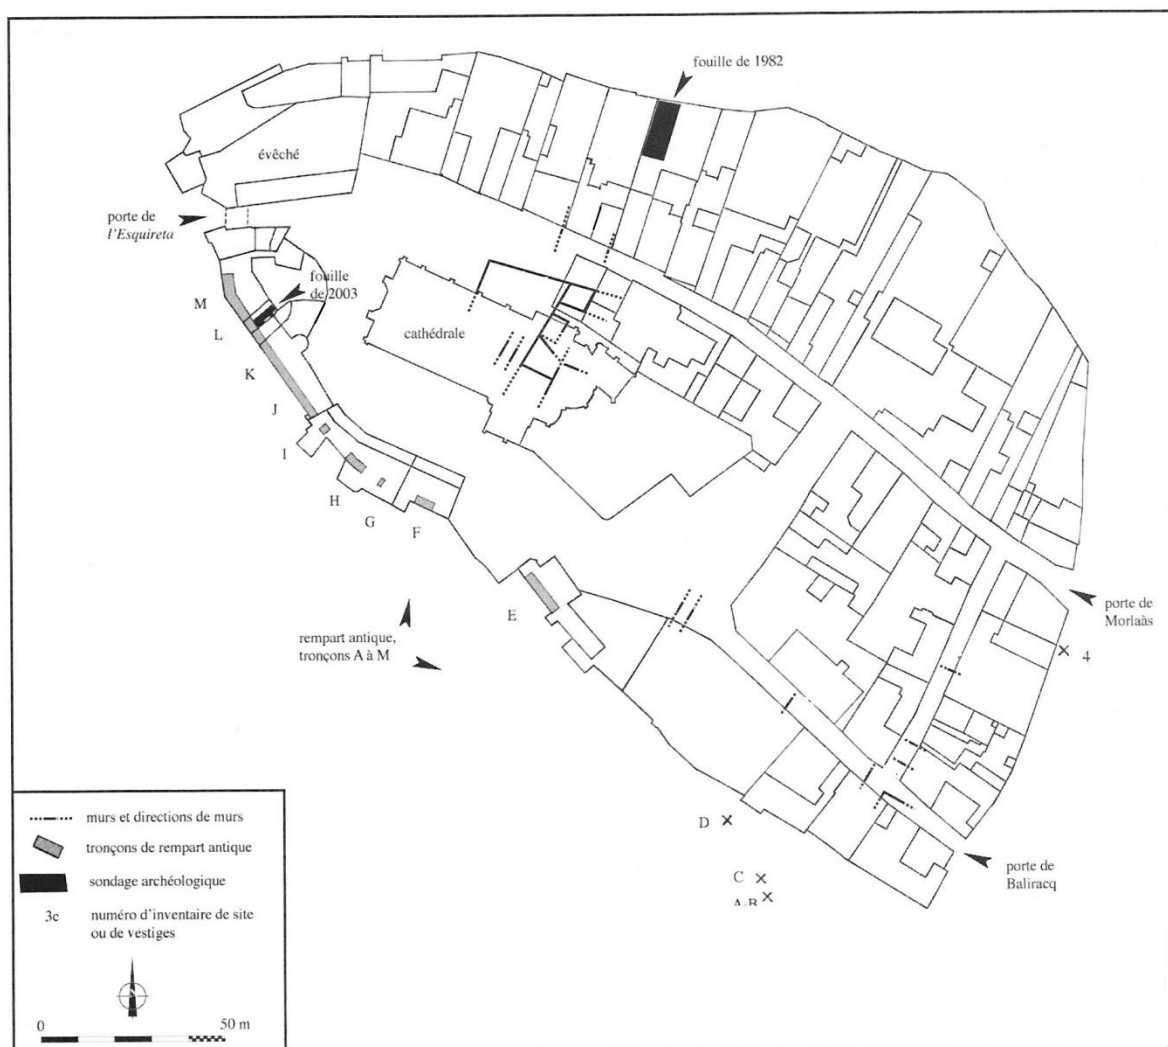 fouille de 1982
évêché
porte de
l'Esquireta
fouille
de 2003
M
L
cathédrale
K
J
I
H
G
F
E
rempart antique,
tronçons A à M
porte de
Morlaàs
4
D
C
A-B
porte de
Baliracq
murs et directions de murs
tronçons de rempart antique
sondage archéologique
3c
numéro d'inventaire de site
ou de vestiges
0
50 m